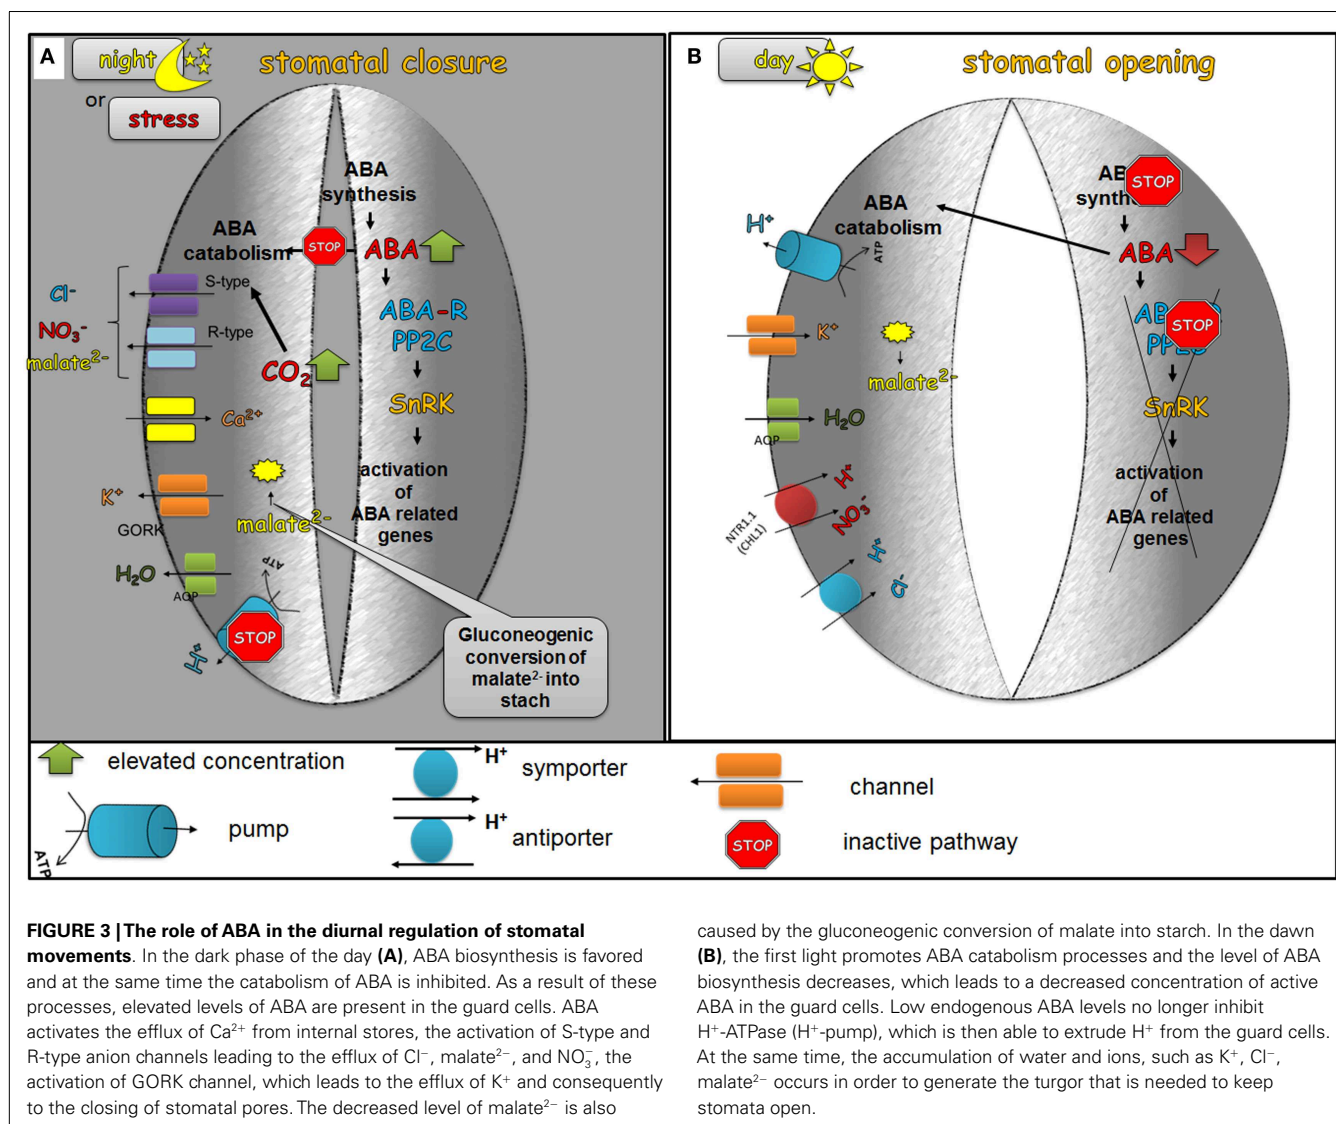 A
night
or
stress
stomatal closure
ABA
synthesis
ABA
catabolism
STOP
ABA
S-type
R-type
Cl⁻
NO₃⁻
malate²⁻
CO₂
ABA-R
PP2C
SnRK
activation
of
ABA related
genes
Ca²⁺
K⁺
GORK
malate²⁻
H₂O
AQP
ATP
STOP
H⁺
Gluconeogenic
conversion of
malate²⁻ into
stach
B
day
stomatal opening
STOP
ABA
catabolism
ABA
H⁺
ATP
K⁺
malate²⁻
STOP
SnRK
H₂O
AQP
activation
of
ABA related
genes
NTR1.1
(CHL1)
H⁺
NO₃⁻
H⁺
Cl⁻
elevated concentration
pump
ATP
H⁺
symporter
H⁺
antiporter
channel
STOP
inactive pathway
FIGURE 3 | The role of ABA in the diurnal regulation of stomatal
movements. In the dark phase of the day (A), ABA biosynthesis is favored
and at the same time the catabolism of ABA is inhibited. As a result of these
processes, elevated levels of ABA are present in the guard cells. ABA
activates the efflux of Ca²⁺ from internal stores, the activation of S-type and
R-type anion channels leading to the efflux of Cl⁻, malate²⁻, and NO₃⁻, the
activation of GORK channel, which leads to the efflux of K⁺ and consequently
to the closing of stomatal pores. The decreased level of malate²⁻ is also
caused by the gluconeogenic conversion of malate into starch. In the dawn
(B), the first light promotes ABA catabolism processes and the level of ABA
biosynthesis decreases, which leads to a decreased concentration of active
ABA in the guard cells. Low endogenous ABA levels no longer inhibit
H⁺-ATPase (H⁺-pump), which is then able to extrude H⁺ from the guard cells.
At the same time, the accumulation of water and ions, such as K⁺, Cl⁻,
malate²⁻ occurs in order to generate the turgor that is needed to keep
stomata open.